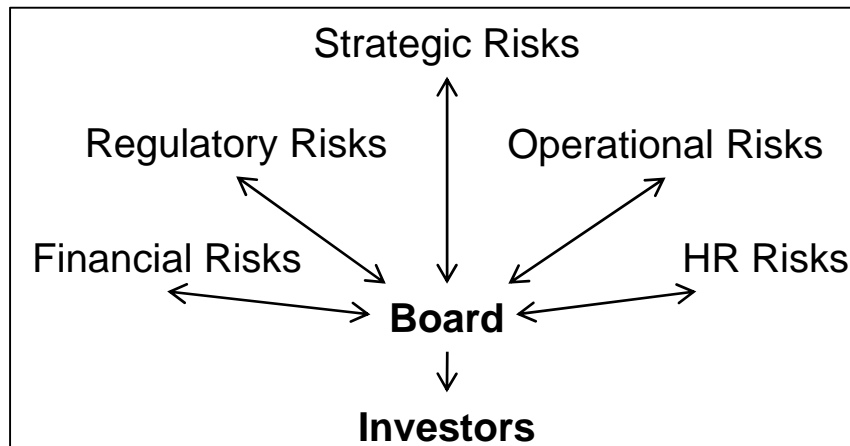 Strategic Risks
Regulatory Risks
Operational Risks
Financial Risks
HR Risks
Board
Investors